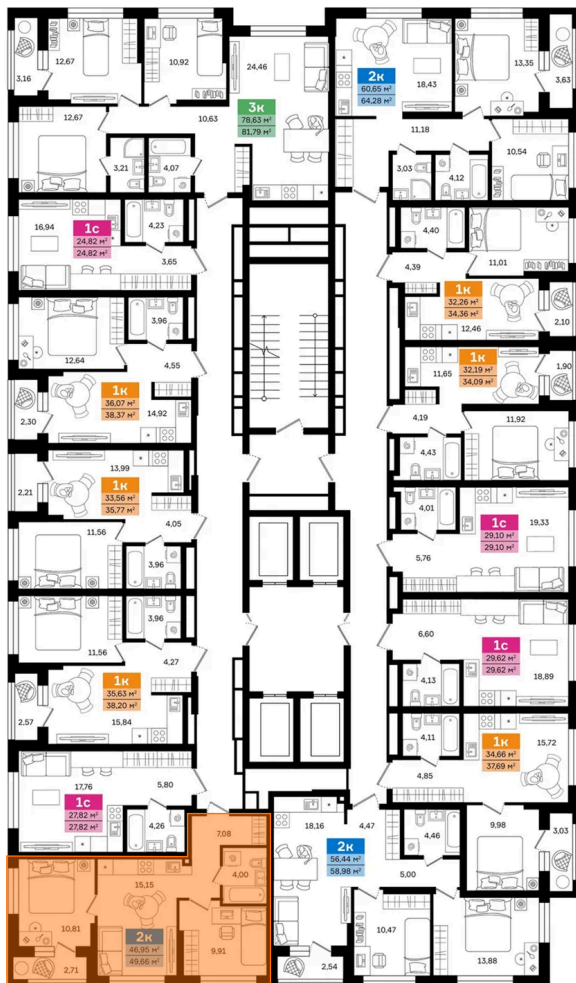 12,67
10,92
24,46
3,16
3к
78,63 м²
81,79 м²
12,67
10,63
3,21
4,07
2к
60,65 м²
64,28 м²
18,43
13,35
3,63
11,18
3,03
4,12
10,54
16,94
1с
24,82 м²
24,82 м²
4,23
3,65
4,40
4,39
11,01
1к
32,26 м²
34,36 м²
12,46
2,10
3,96
12,64
4,55
1к
36,07 м²
38,37 м²
14,92
2,30
11,65
1к
32,19 м²
34,09 м²
1,90
4,19
11,92
4,43
13,99
2,21
1к
33,56 м²
35,77 м²
4,05
11,56
3,96
4,01
1с
29,10 м²
29,10 м²
19,33
5,76
3,96
11,56
4,27
1к
35,63 м²
38,20 м²
2,57
15,84
6,60
1с
29,62 м²
29,62 м²
4,13
18,89
4,11
1к
34,66 м²
37,69 м²
15,72
4,85
17,76
5,80
1с
27,82 м²
27,82 м²
4,26
7,08
18,16
2к
56,44 м²
58,98 м²
4,47
4,46
9,98
3,03
5,00
15,15
4,00
10,81
2к
46,95 м²
49,66 м²
9,91
2,71
10,47
2,54
13,88